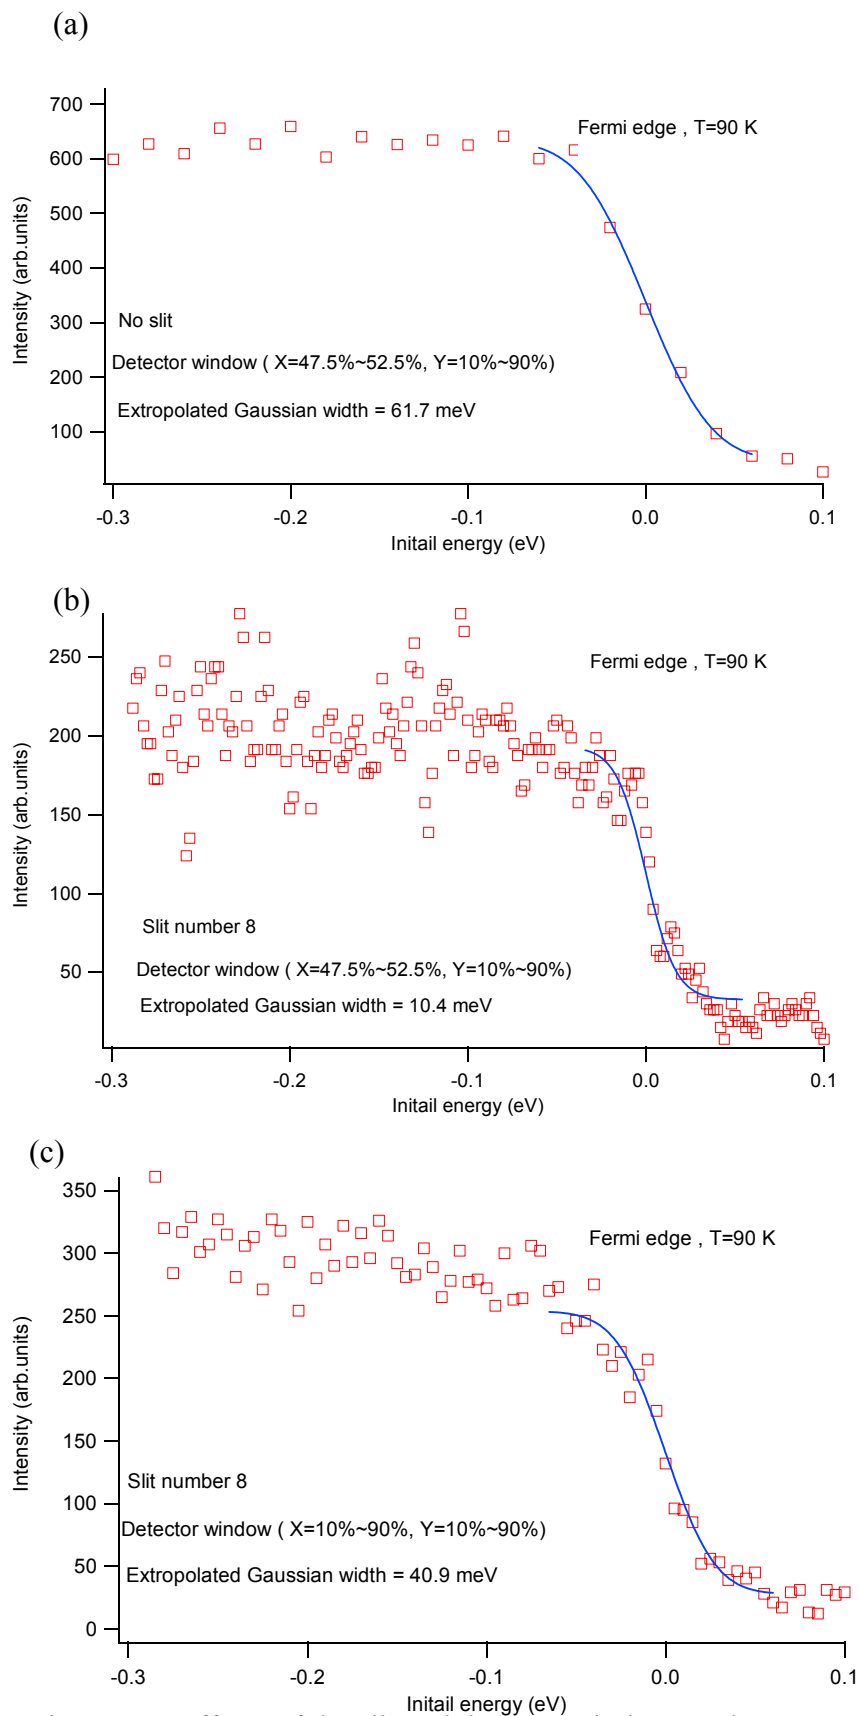 (a)
700
600
500
400
300
200
100
Intensity (arb.units)
Fermi edge , T=90 K
No slit
Detector window ( X=47.5%~52.5%, Y=10%~90%)
Extropolated Gaussian width = 61.7 meV
-0.3 -0.2 -0.1 0.0 0.1
Initail energy (eV)
(b)
250
200
150
100
50
Intensity (arb.units)
Fermi edge , T=90 K
Slit number 8
Detector window ( X=47.5%~52.5%, Y=10%~90%)
Extropolated Gaussian width = 10.4 meV
-0.3 -0.2 -0.1 0.0 0.1
Initail energy (eV)
(c)
350
300
250
200
150
100
50
0
Intensity (arb.units)
Fermi edge , T=90 K
Slit number 8
Detector window ( X=10%~90%, Y=10%~90%)
Extropolated Gaussian width = 40.9 meV
-0.3 -0.2 -0.1 0.0 0.1
Initail energy (eV)